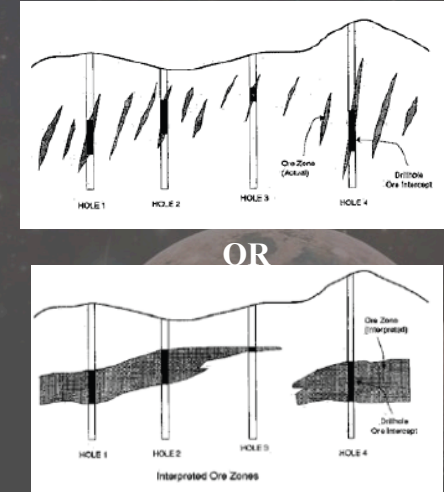 Ore Zone
(Actual)
Drillhole
Ore Intercept
HOLE 1
HOLE 2
HOLE 3
HOLE 4
OR
Ore Zone
(Interpreted)
Drillhole
Ore Intercept
HOLE 1
HOLE 2
HOLE 3
HOLE 4
Interpreted Ore Zones